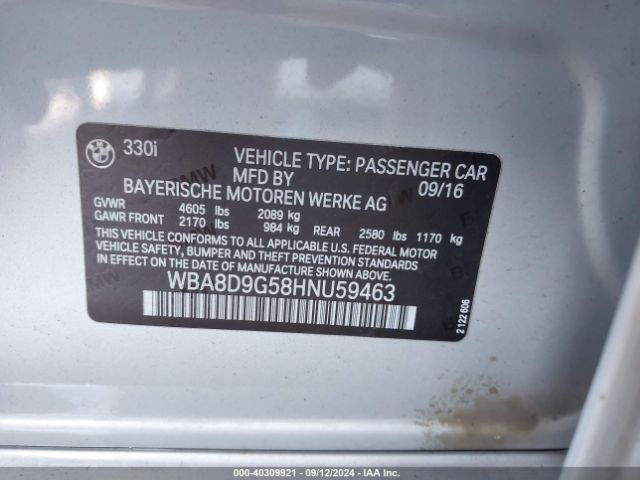 330i
VEHICLE TYPE: PASSENGER CAR
MFD BY 09/16
BAYERISCHE MOTOREN WERKE AG
GVWR 4605 lbs 2089 kg
GAWR FRONT 2170 lbs 984 kg REAR 2580 lbs 1170 kg
THIS VEHICLE CONFORMS TO ALL APPLICABLE U.S. FEDERAL MOTOR
VEHICLE SAFETY, BUMPER AND THEFT PREVENTION STANDARDS
IN EFFECT ON THE DATE OF MANUFACTURE SHOWN ABOVE.
WBA8D9G58HNU59463
2 122 606
000-40309921 - 09/12/2024 - IAA Inc.